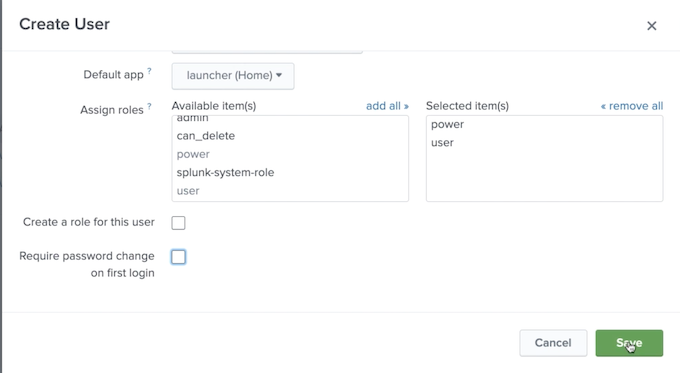 Create User
Default app ?
launcher (Home)
Assign roles ?
Available item(s)
add all »
Selected item(s)
« remove all
admin
can_delete
power
splunk-system-role
user
power
user
Create a role for this user
Require password change
on first login
Cancel
Save